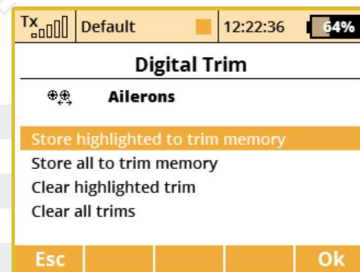 Tx Default 12:22:36 64%
Digital Trim
Ailerons
Store highlighted to trim memory
Store all to trim memory
Clear highlighted trim
Clear all trims
Esc Ok